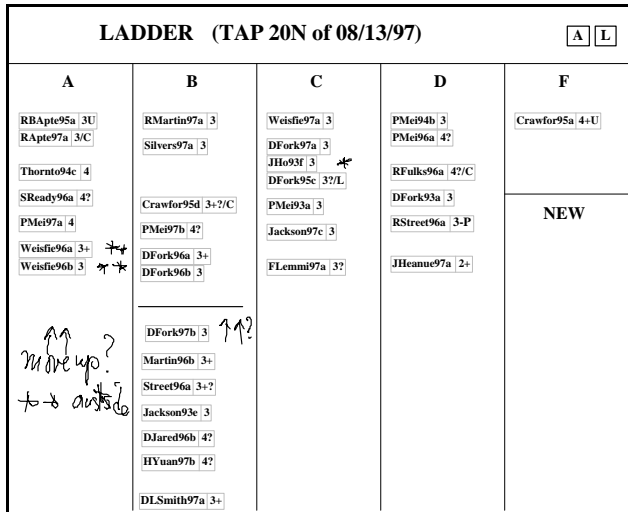 LADDER (TAP 20N of 08/13/97)
A L
A
RBApte95a 3U
RApte97a 3/C
Thornto94c 4
SReady96a 4?
PMei97a 4
Weisfie96a 3+ **
Weisfie96b 3 **
↑↑
move up?
B
RMartin97a 3
Silvers97a 3
Crawfor95d 3+?/C
PMei97b 4?
DFork96a 3+
DFork96b 3
DFork97b 3 ↑↑?
Martin96b 3+
Street96a 3+?
Jackson93e 3
DJared96b 4?
HYuan97b 4?
DLSmith97a 3+
C
Weisfie97a 3
DFork97a 3
JHo93f 3 *
DFork95c 3?/L
PMei93a 3
Jackson97c 3
FLemmi97a 3?
D
PMei94b 3
PMei96a 4?
RFulks96a 4?/C
DFork93a 3
RStreet96a 3-P
JHeanue97a 2+
F
Crawfor95a 4+U
NEW